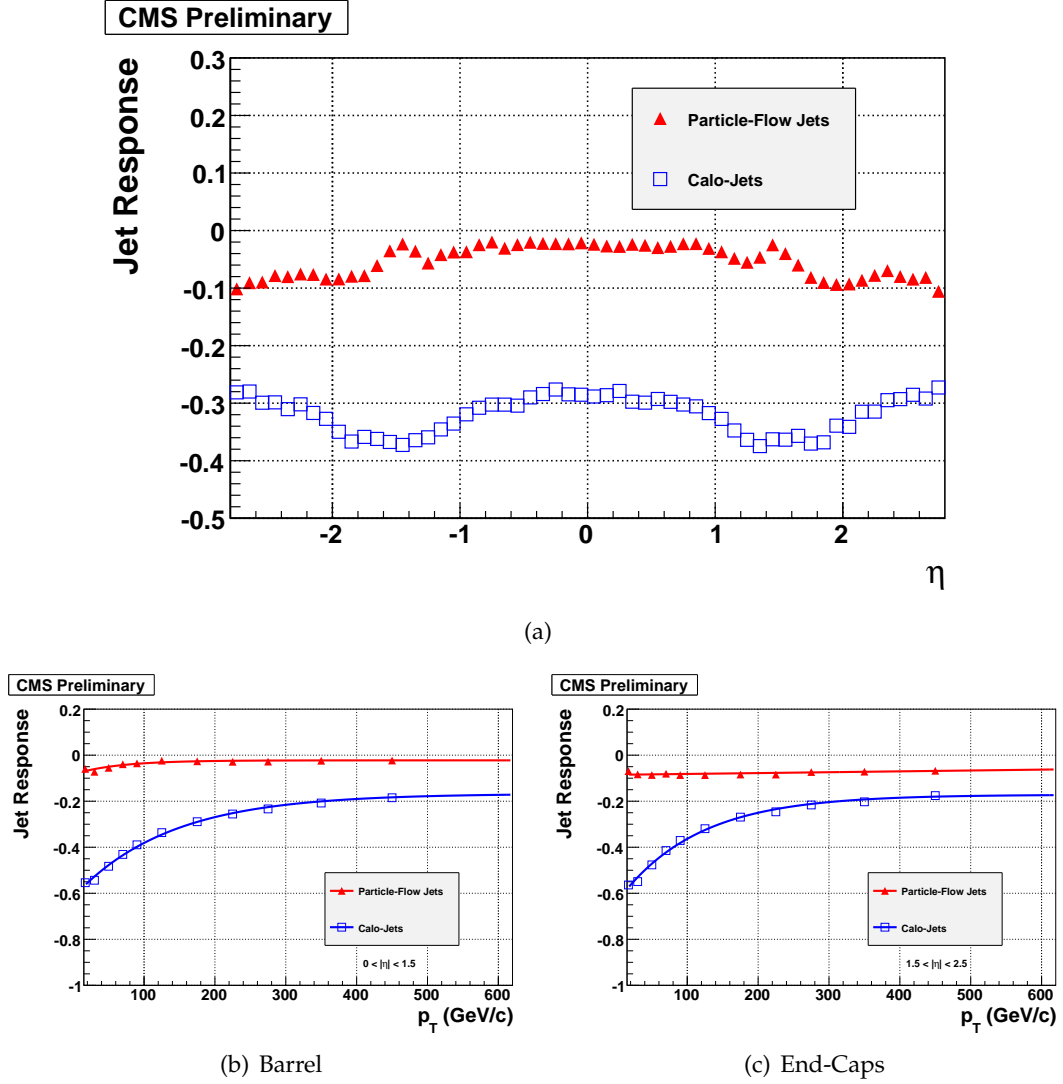 CMS Preliminary
Jet Response
0.3
0.2
0.1
0
-0.1
-0.2
-0.3
-0.4
-0.5
Particle-Flow Jets
Calo-Jets
-2 -1 0 1 2
η
(a)
CMS Preliminary
Jet Response
0.2
0
-0.2
-0.4
-0.6
-0.8
-1
Particle-Flow Jets
Calo-Jets
0 < |η| < 1.5
100 200 300 400 500 600
p_T (GeV/c)
(b) Barrel
CMS Preliminary
Jet Response
0.2
0
-0.2
-0.4
-0.6
-0.8
-1
Particle-Flow Jets
Calo-Jets
1.5 < |η| < 2.5
100 200 300 400 500 600
p_T (GeV/c)
(c) End-Caps